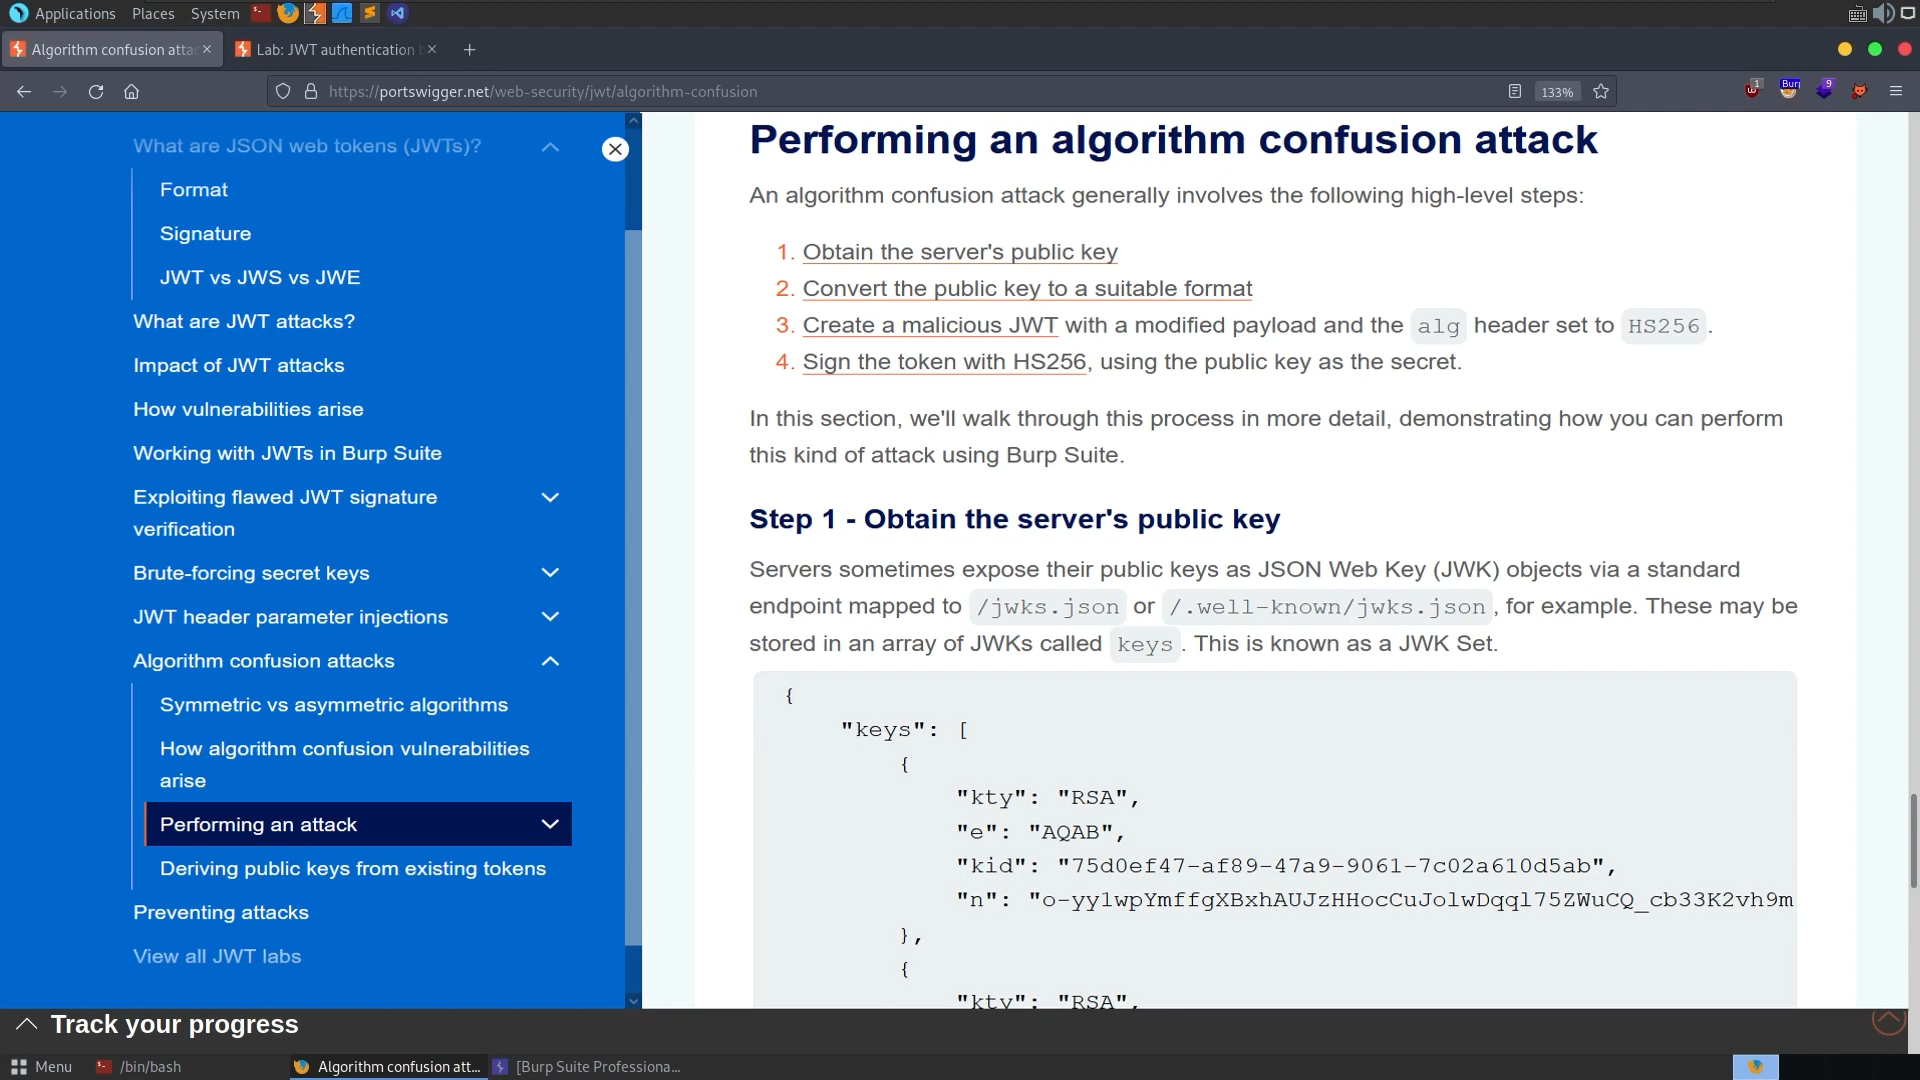 Applications Places System
Algorithm confusion atta
Lab: JWT authentication
https://portswigger.net/web-security/jwt/algorithm-confusion
133%
1
Burp
9
What are JSON web tokens (JWTs)?
Format
Signature
JWT vs JWS vs JWE
What are JWT attacks?
Impact of JWT attacks
How vulnerabilities arise
Working with JWTs in Burp Suite
Exploiting flawed JWT signature
verification
Brute-forcing secret keys
JWT header parameter injections
Algorithm confusion attacks
Symmetric vs asymmetric algorithms
How algorithm confusion vulnerabilities
arise
Performing an attack
Deriving public keys from existing tokens
Preventing attacks
View all JWT labs
Performing an algorithm confusion attack
An algorithm confusion attack generally involves the following high-level steps:
1. Obtain the server's public key
2. Convert the public key to a suitable format
3. Create a malicious JWT with a modified payload and the alg header set to HS256.
4. Sign the token with HS256, using the public key as the secret.
In this section, we'll walk through this process in more detail, demonstrating how you can perform
this kind of attack using Burp Suite.
Step 1 - Obtain the server's public key
Servers sometimes expose their public keys as JSON Web Key (JWK) objects via a standard
endpoint mapped to /jwks.json or /.well-known/jwks.json, for example. These may be
stored in an array of JWKs called keys. This is known as a JWK Set.
{
"keys": [
{
"kty": "RSA",
"e": "AQAB",
"kid": "75d0ef47-af89-47a9-9061-7c02a610d5ab",
"n": "o-yy1wpYmffgXBxhAUJzHHocCuJolwDqql75ZWuCQ_cb33K2vh9m
},
{
"kty": "RSA",
Track your progress
Menu
/bin/bash
Algorithm confusion att...
[Burp Suite Professiona...